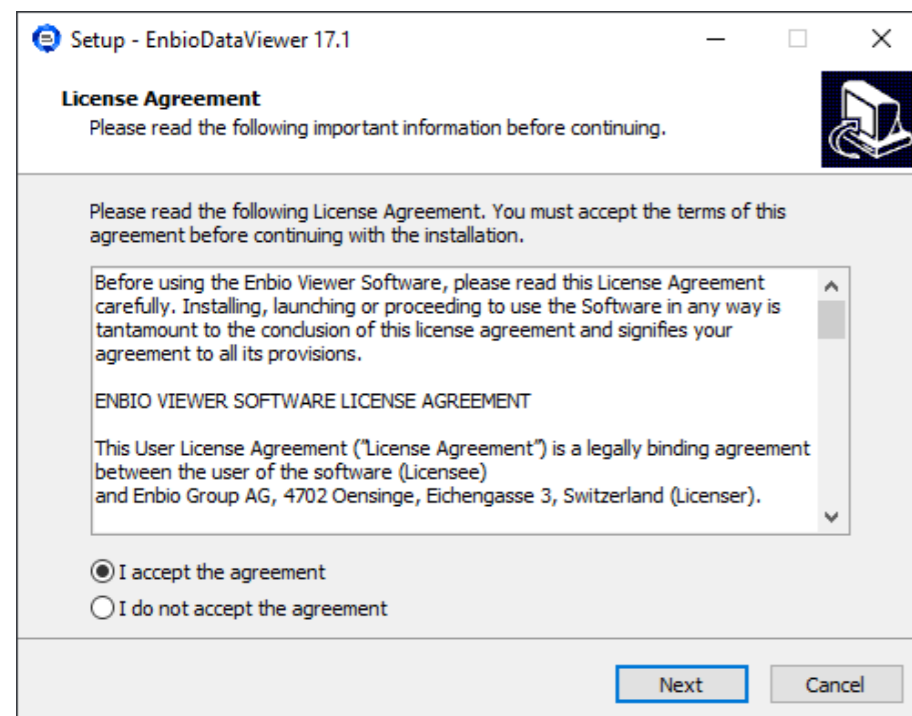 Setup - EnbioDataViewer 17.1
License Agreement
Please read the following important information before continuing.
Please read the following License Agreement. You must accept the terms of this
agreement before continuing with the installation.
Before using the Enbio Viewer Software, please read this License Agreement
carefully. Installing, launching or proceeding to use the Software in any way is
tantamount to the conclusion of this license agreement and signifies your
agreement to all its provisions.
ENBIO VIEWER SOFTWARE LICENSE AGREEMENT
This User License Agreement (“License Agreement”) is a legally binding agreement
between the user of the software (Licensee)
and Enbio Group AG, 4702 Oensinge, Eichengasse 3, Switzerland (Licenser).
I accept the agreement
I do not accept the agreement
Next
Cancel